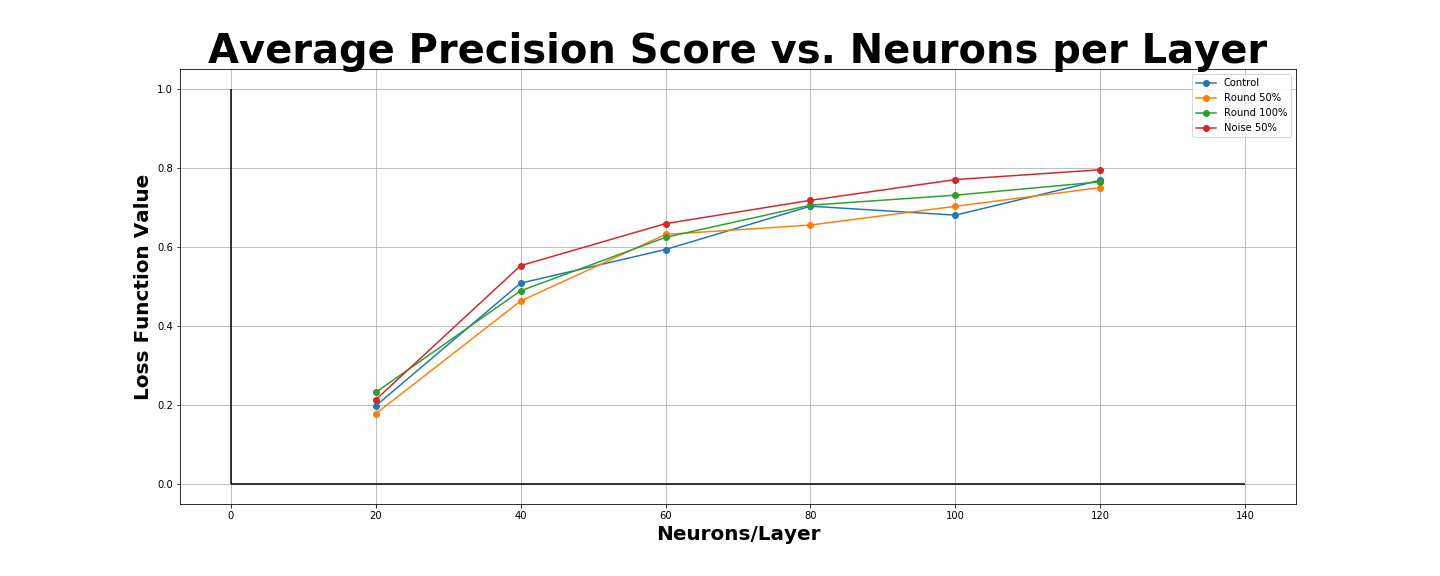 Average Precision Score vs. Neurons per Layer
Control
Round 50%
Round 100%
Noise 50%
Loss Function Value
1.0
0.8
0.6
0.4
0.2
0.0
0 20 40 60 80 100 120 140
Neurons/Layer